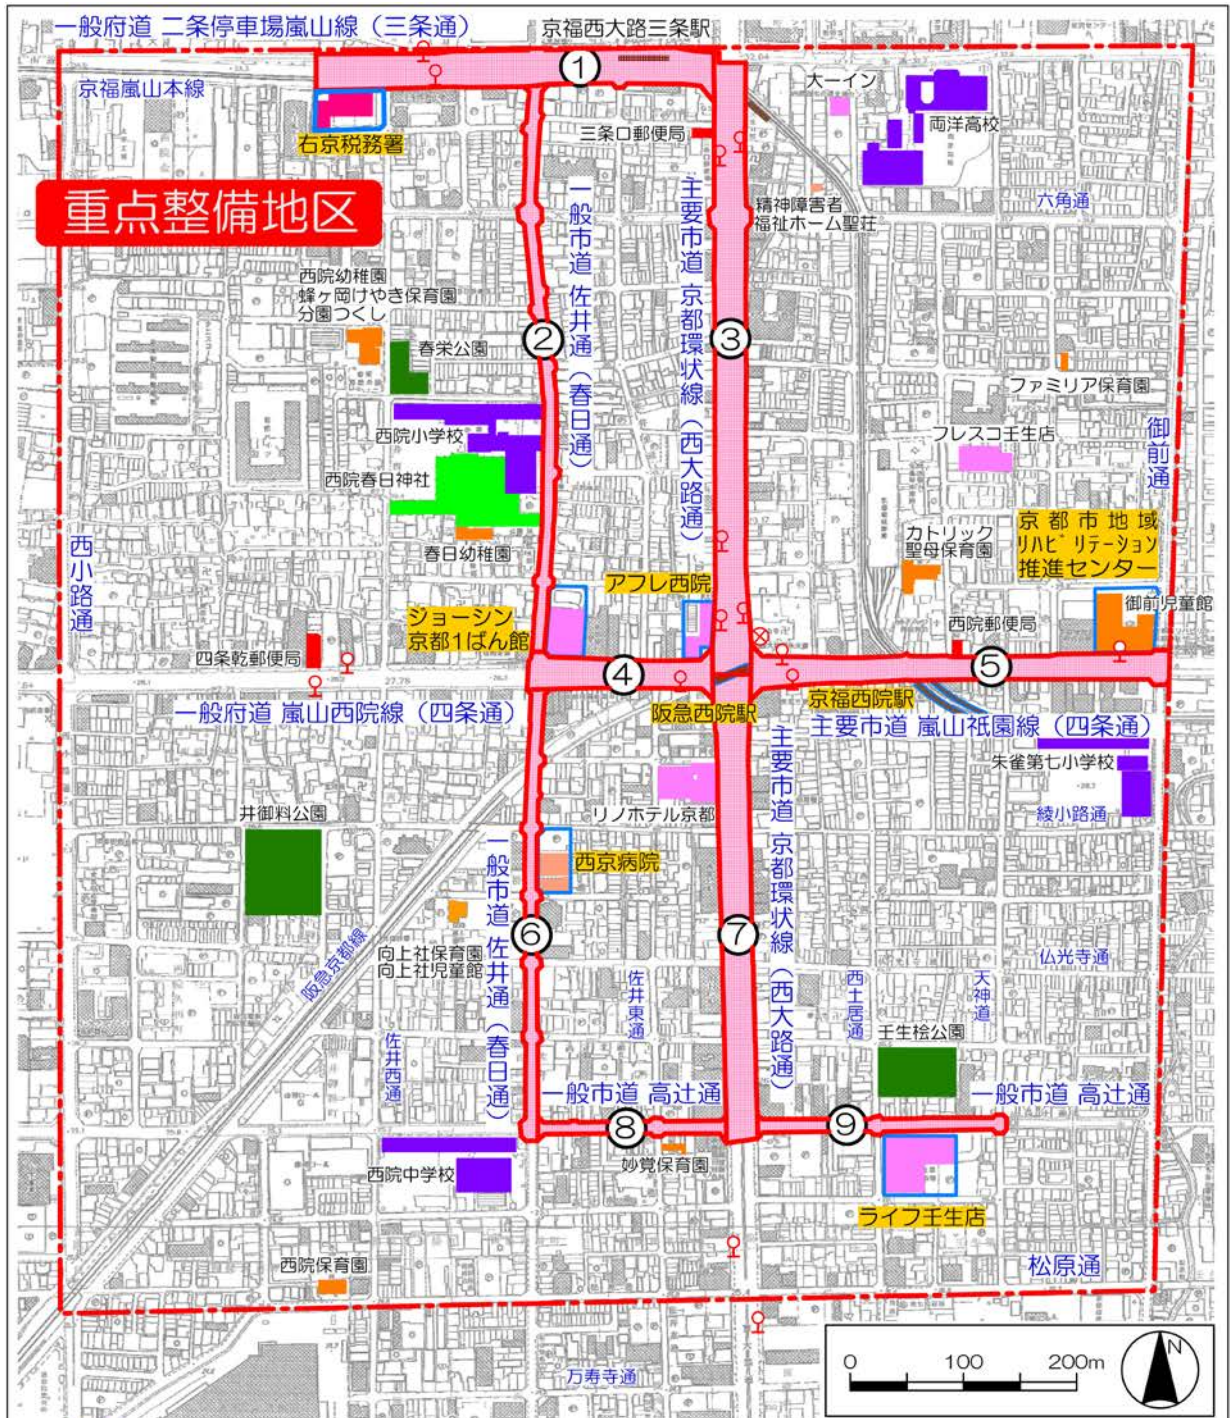 一般府道 二条停車場嵐山線（三条通）
京福西大路三条駅
京福嵐山本線
①
大一イン
両洋高校
右京税務署
三条口郵便局
重点整備地区
精神障害者
福祉ホーム聖荘
六角通
一般市道 佐井通（春日通）
主要市道 京都環状線（西大路通）
西院幼稚園
蜂ヶ岡けやき保育園
分園つくし
春栄公園
②
③
ファミリア保育園
西院小学校
フレスコ壬生店
御前通
西院春日神社
春日幼稚園
カトリック
聖母保育園
京都市地域
リハビリテーション
推進センター
西小路通
アフレ西院
ジョーシン
京都1ばん館
御前児童館
西院郵便局
四条乾郵便局
④
⑤
27.78
一般府道 嵐山西院線（四条通）
阪急西院駅
京福西院駅
主要市道 嵐山祇園線（四条通）
朱雀第七小学校
リノホテル京都
綾小路通
井御料公園
主要市道 京都環状線（西大路通）
西京病院
一般市道 佐井通（春日通）
⑥
⑦
阪急京都線
向上社保育園
向上社児童館
仏光寺通
佐井東通
西土居通
天神道
佐井西通
壬生桧公園
一般市道 高辻通
一般市道 高辻通
⑧
⑨
西院中学校
妙覚保育園
ライフ壬生店
西院保育園
松原通
万寿寺通
0 100 200m
N